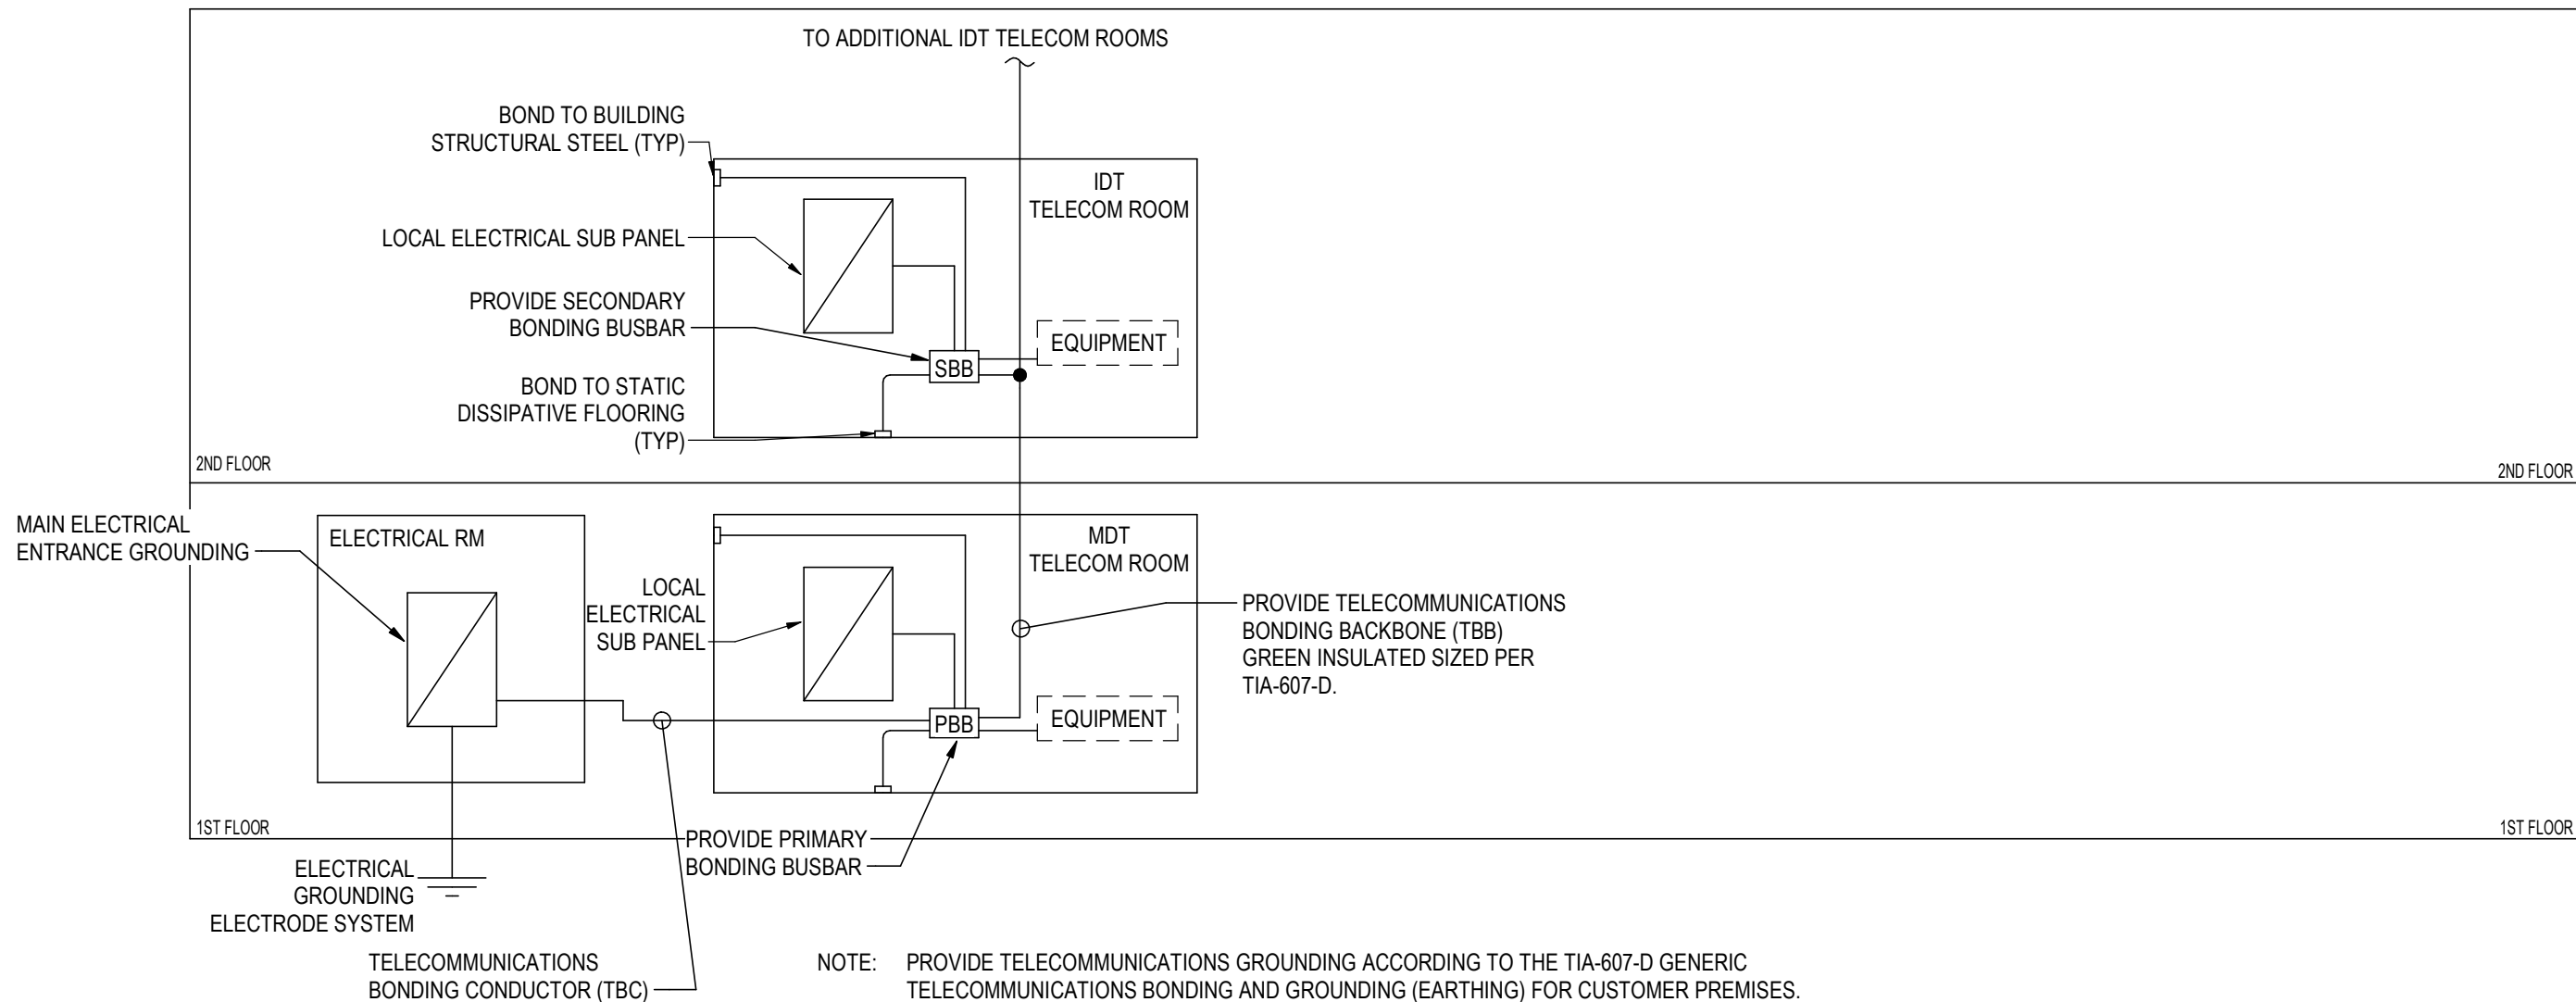 TO ADDITIONAL IDT TELECOM ROOMS
BOND TO BUILDING
STRUCTURAL STEEL (TYP)
IDT
TELECOM ROOM
LOCAL ELECTRICAL SUB PANEL
PROVIDE SECONDARY
BONDING BUSBAR
EQUIPMENT
SBB
BOND TO STATIC
DISSIPATIVE FLOORING
(TYP)
2ND FLOOR
2ND FLOOR
MAIN ELECTRICAL
ENTRANCE GROUNDING
ELECTRICAL RM
MDT
TELECOM ROOM
LOCAL
ELECTRICAL
SUB PANEL
PROVIDE TELECOMMUNICATIONS
BONDING BACKBONE (TBB)
GREEN INSULATED SIZED PER
TIA-607-D.
PBB
EQUIPMENT
1ST FLOOR
1ST FLOOR
PROVIDE PRIMARY
BONDING BUSBAR
ELECTRICAL
GROUNDING
ELECTRODE SYSTEM
TELECOMMUNICATIONS
BONDING CONDUCTOR (TBC)
NOTE: PROVIDE TELECOMMUNICATIONS GROUNDING ACCORDING TO THE TIA-607-D GENERIC
TELECOMMUNICATIONS BONDING AND GROUNDING (EARTHING) FOR CUSTOMER PREMISES.